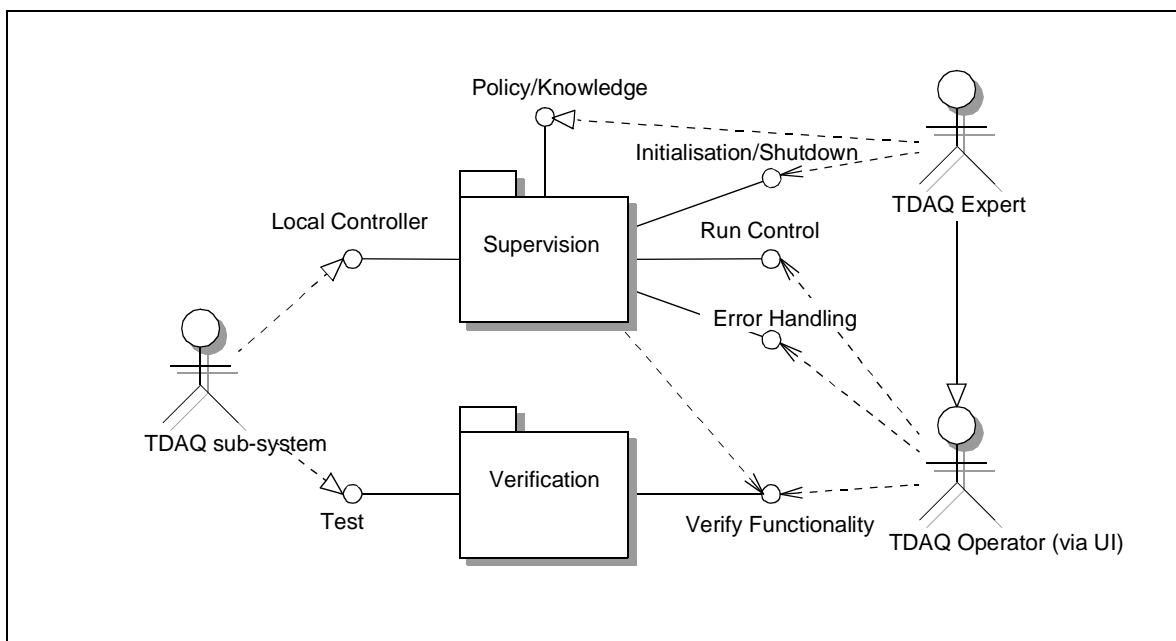 Policy/Knowledge
Initialisation/Shutdown
TDAQ Expert
Local Controller
Supervision
Run Control
Error Handling
TDAQ sub-system
Verification
Test
Verify Functionality
TDAQ Operator (via UI)